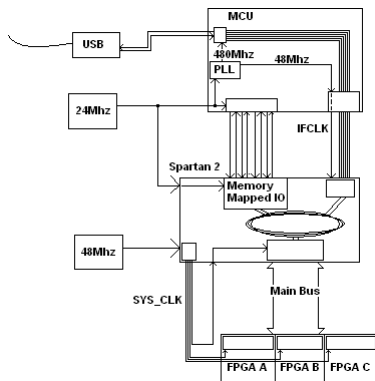 MCU
USB
480Mhz
48Mhz
PLL
24Mhz
IFCLK
Spartan 2
Memory
Mapped IO
48Mhz
SYS_CLK
Main Bus
FPGA A
FPGA B
FPGA C